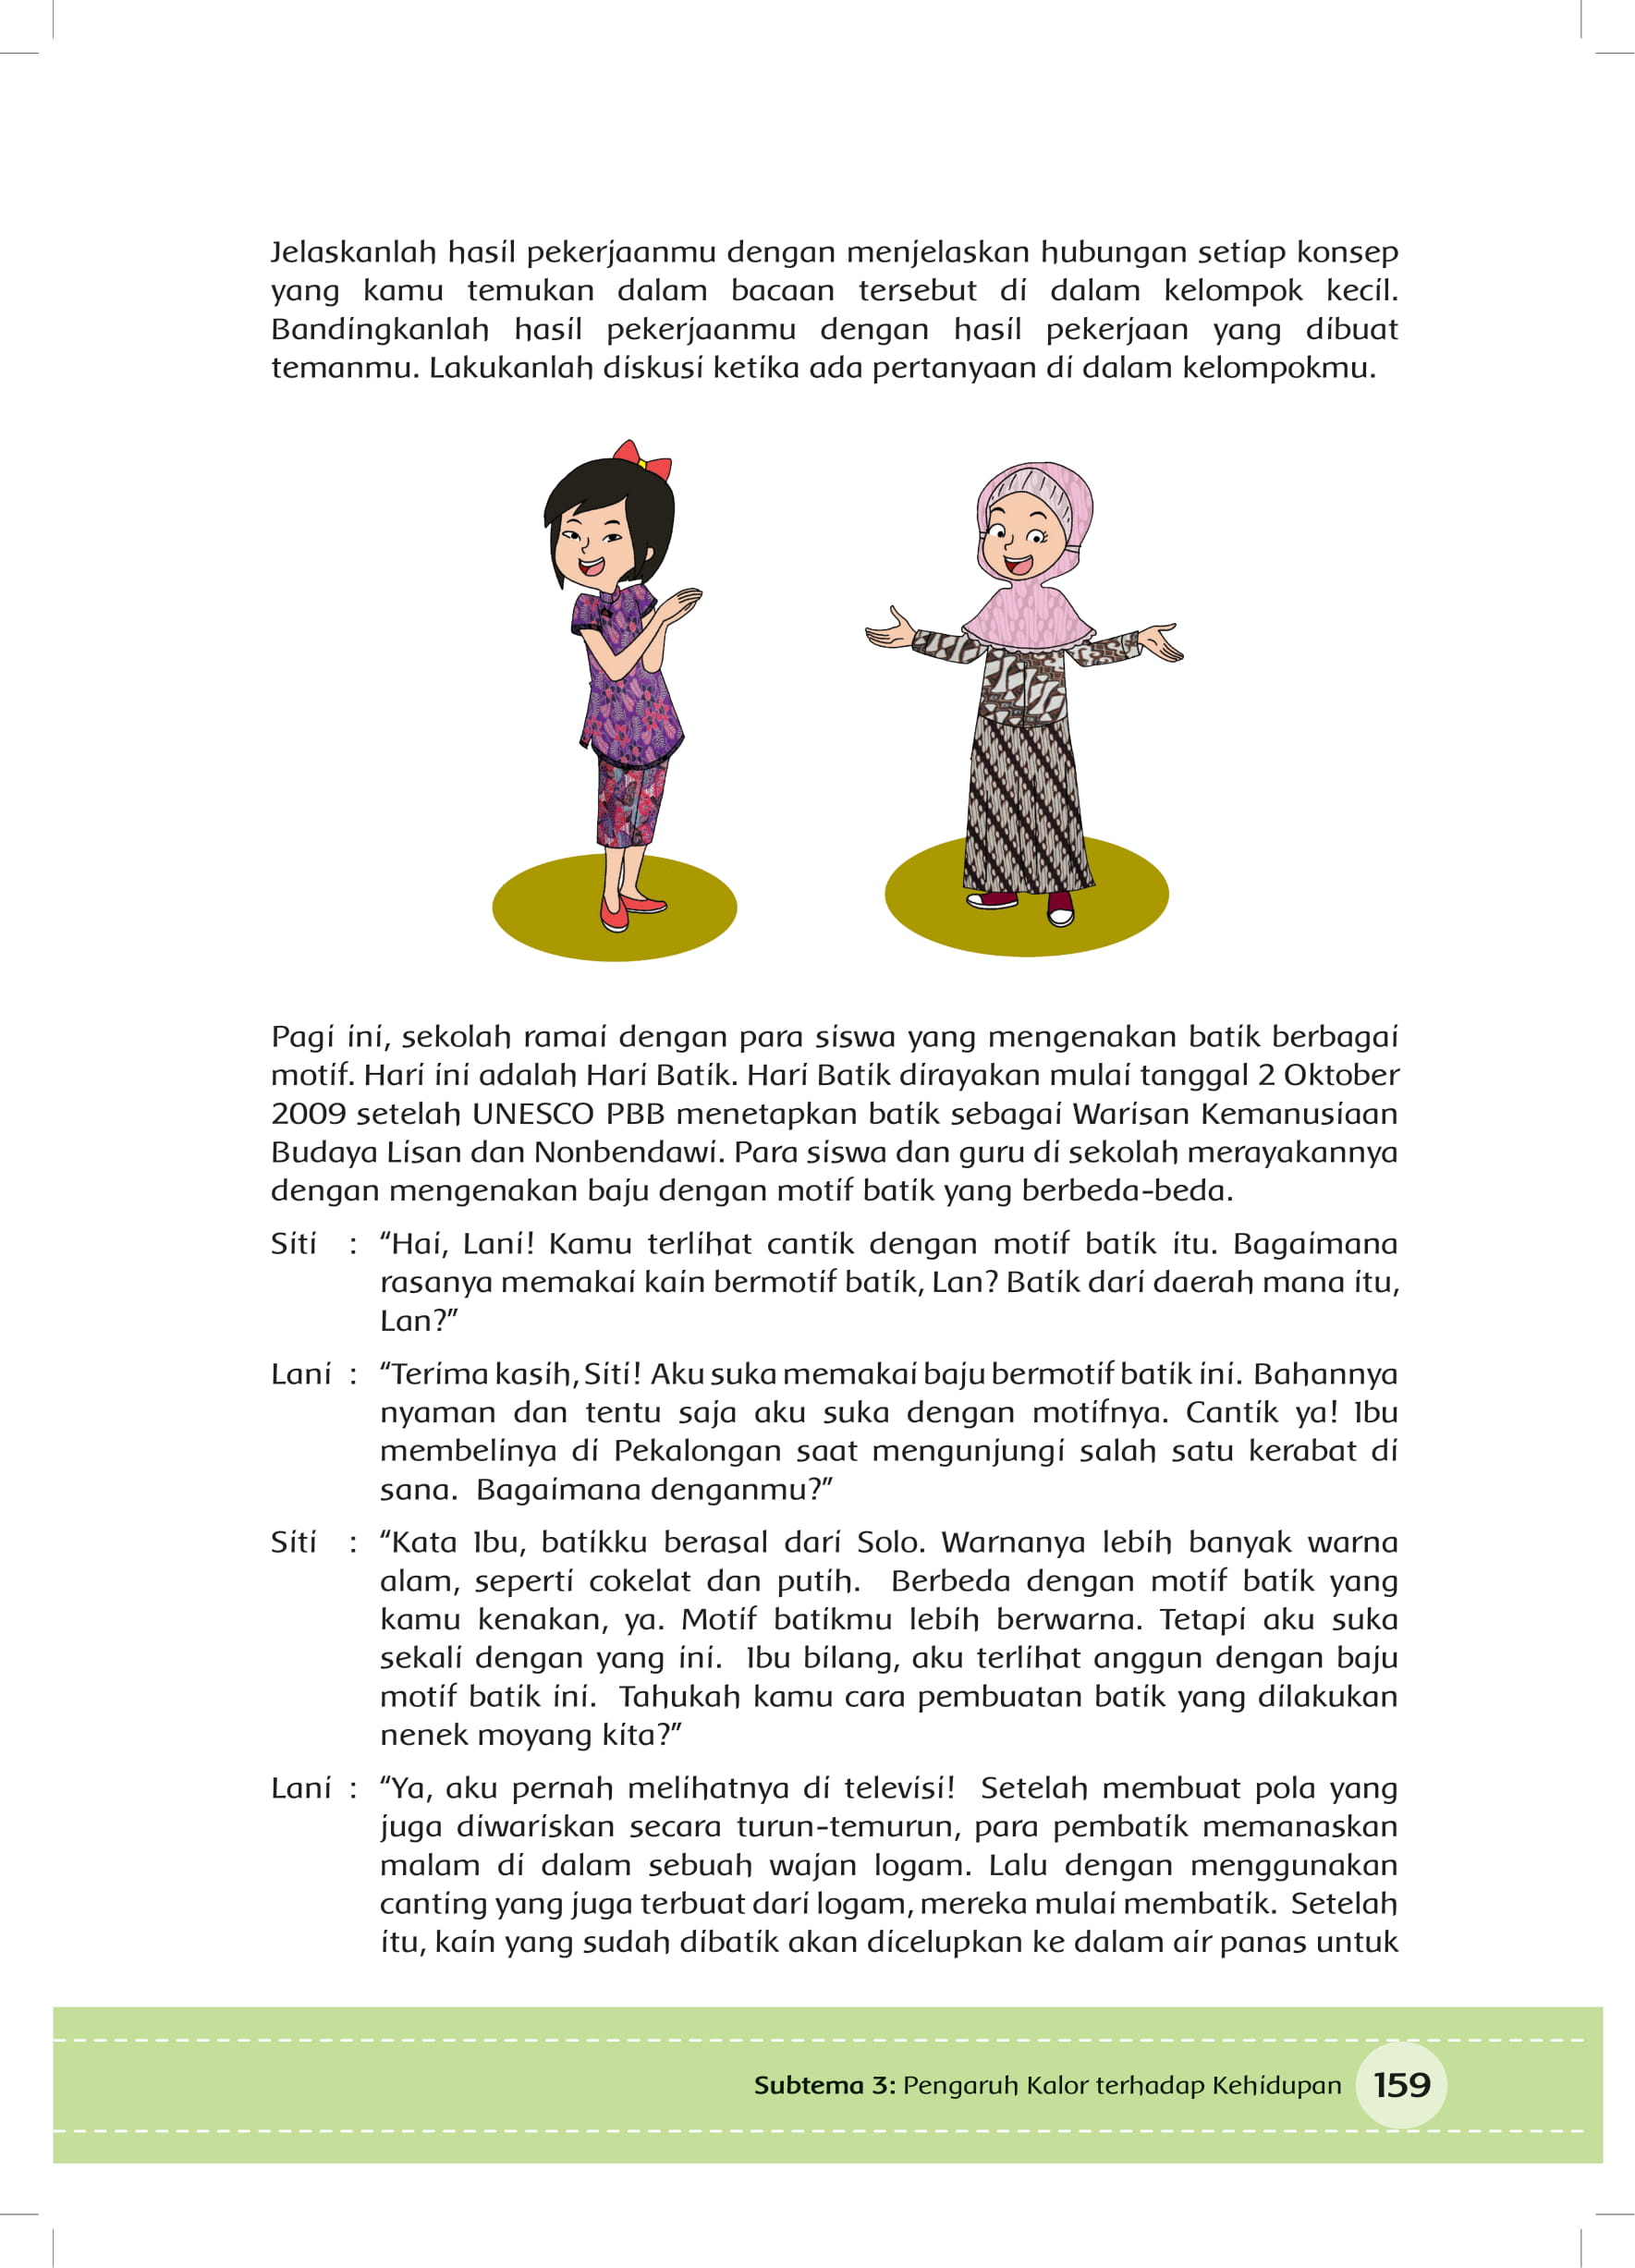 Jelaskanlah hasil pekerjaanmu dengan menjelaskan hubungan setiap konsep
yang kamu temukan dalam bacaan tersebut di dalam kelompok kecil.
Bandingkanlah hasil pekerjaanmu dengan hasil pekerjaan yang dibuat
temanmu. Lakukanlah diskusi ketika ada pertanyaan di dalam kelompokmu.
Pagi ini, sekolah ramai dengan para siswa yang mengenakan batik berbagai
motif. Hari ini adalah Hari Batik. Hari Batik dirayakan mulai tanggal 2 Oktober
2009 setelah UNESCO PBB menetapkan batik sebagai Warisan Kemanusiaan
Budaya Lisan dan Nonbendawi. Para siswa dan guru di sekolah merayakannya
dengan mengenakan baju dengan motif batik yang berbeda-beda.
Siti : “Hai, Lani! Kamu terlihat cantik dengan motif batik itu. Bagaimana
rasanya memakai kain bermotif batik, Lan? Batik dari daerah mana itu,
Lan?”
Lani : “Terima kasih, Siti! Aku suka memakai baju bermotif batik ini. Bahannya
nyaman dan tentu saja aku suka dengan motifnya. Cantik ya! Ibu
membelinya di Pekalongan saat mengunjungi salah satu kerabat di
sana. Bagaimana denganmu?”
Siti : “Kata Ibu, batikku berasal dari Solo. Warnanya lebih banyak warna
alam, seperti cokelat dan putih. Berbeda dengan motif batik yang
kamu kenakan, ya. Motif batikmu lebih berwarna. Tetapi aku suka
sekali dengan yang ini. Ibu bilang, aku terlihat anggun dengan baju
motif batik ini. Tahukah kamu cara pembuatan batik yang dilakukan
nenek moyang kita?”
Lani : “Ya, aku pernah melihatnya di televisi! Setelah membuat pola yang
juga diwariskan secara turun-temurun, para pembatik memanaskan
malam di dalam sebuah wajan logam. Lalu dengan menggunakan
canting yang juga terbuat dari logam, mereka mulai membatik. Setelah
itu, kain yang sudah dibatik akan dicelupkan ke dalam air panas untuk
Subtema 3: Pengaruh Kalor terhadap Kehidupan 159